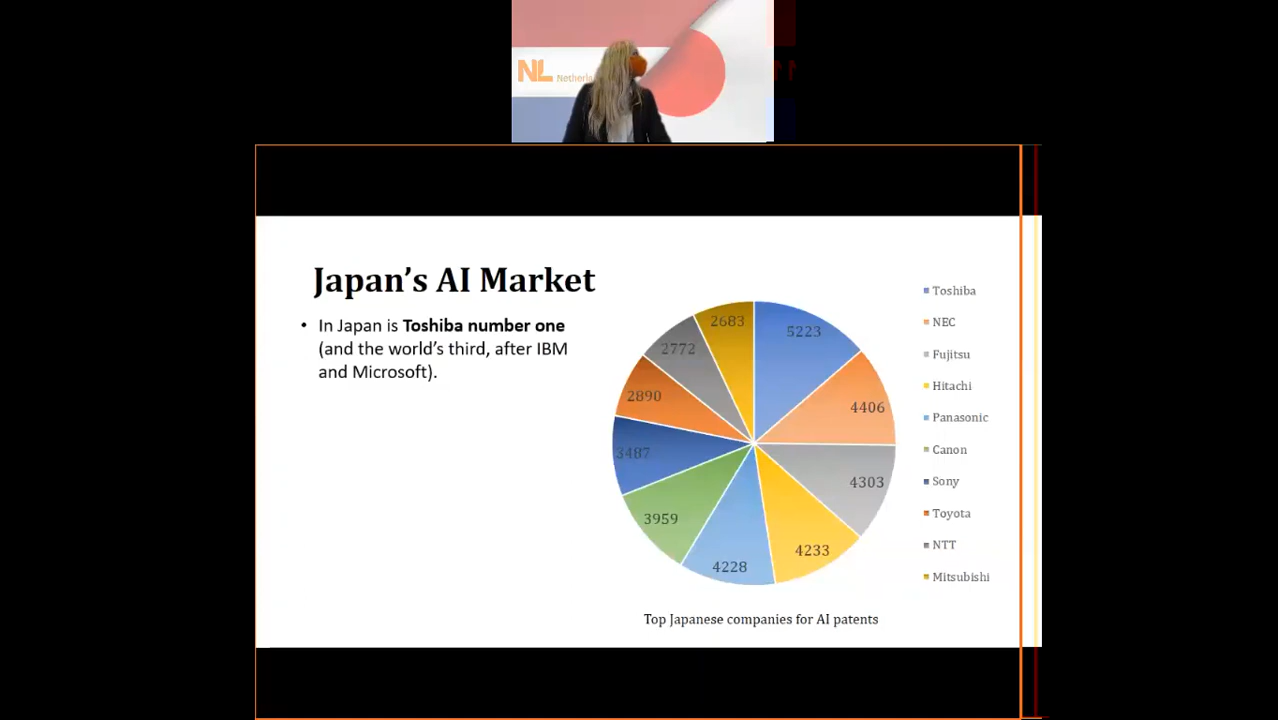 NL Netherla
Japan's AI Market
• In Japan is Toshiba number one
(and the world's third, after IBM
and Microsoft).
2683
5223
2772
2890
4406
3487
4303
3959
4233
4228
Toshiba
NEC
Fujitsu
Hitachi
Panasonic
Canon
Sony
Toyota
NTT
Mitsubishi
Top Japanese companies for AI patents